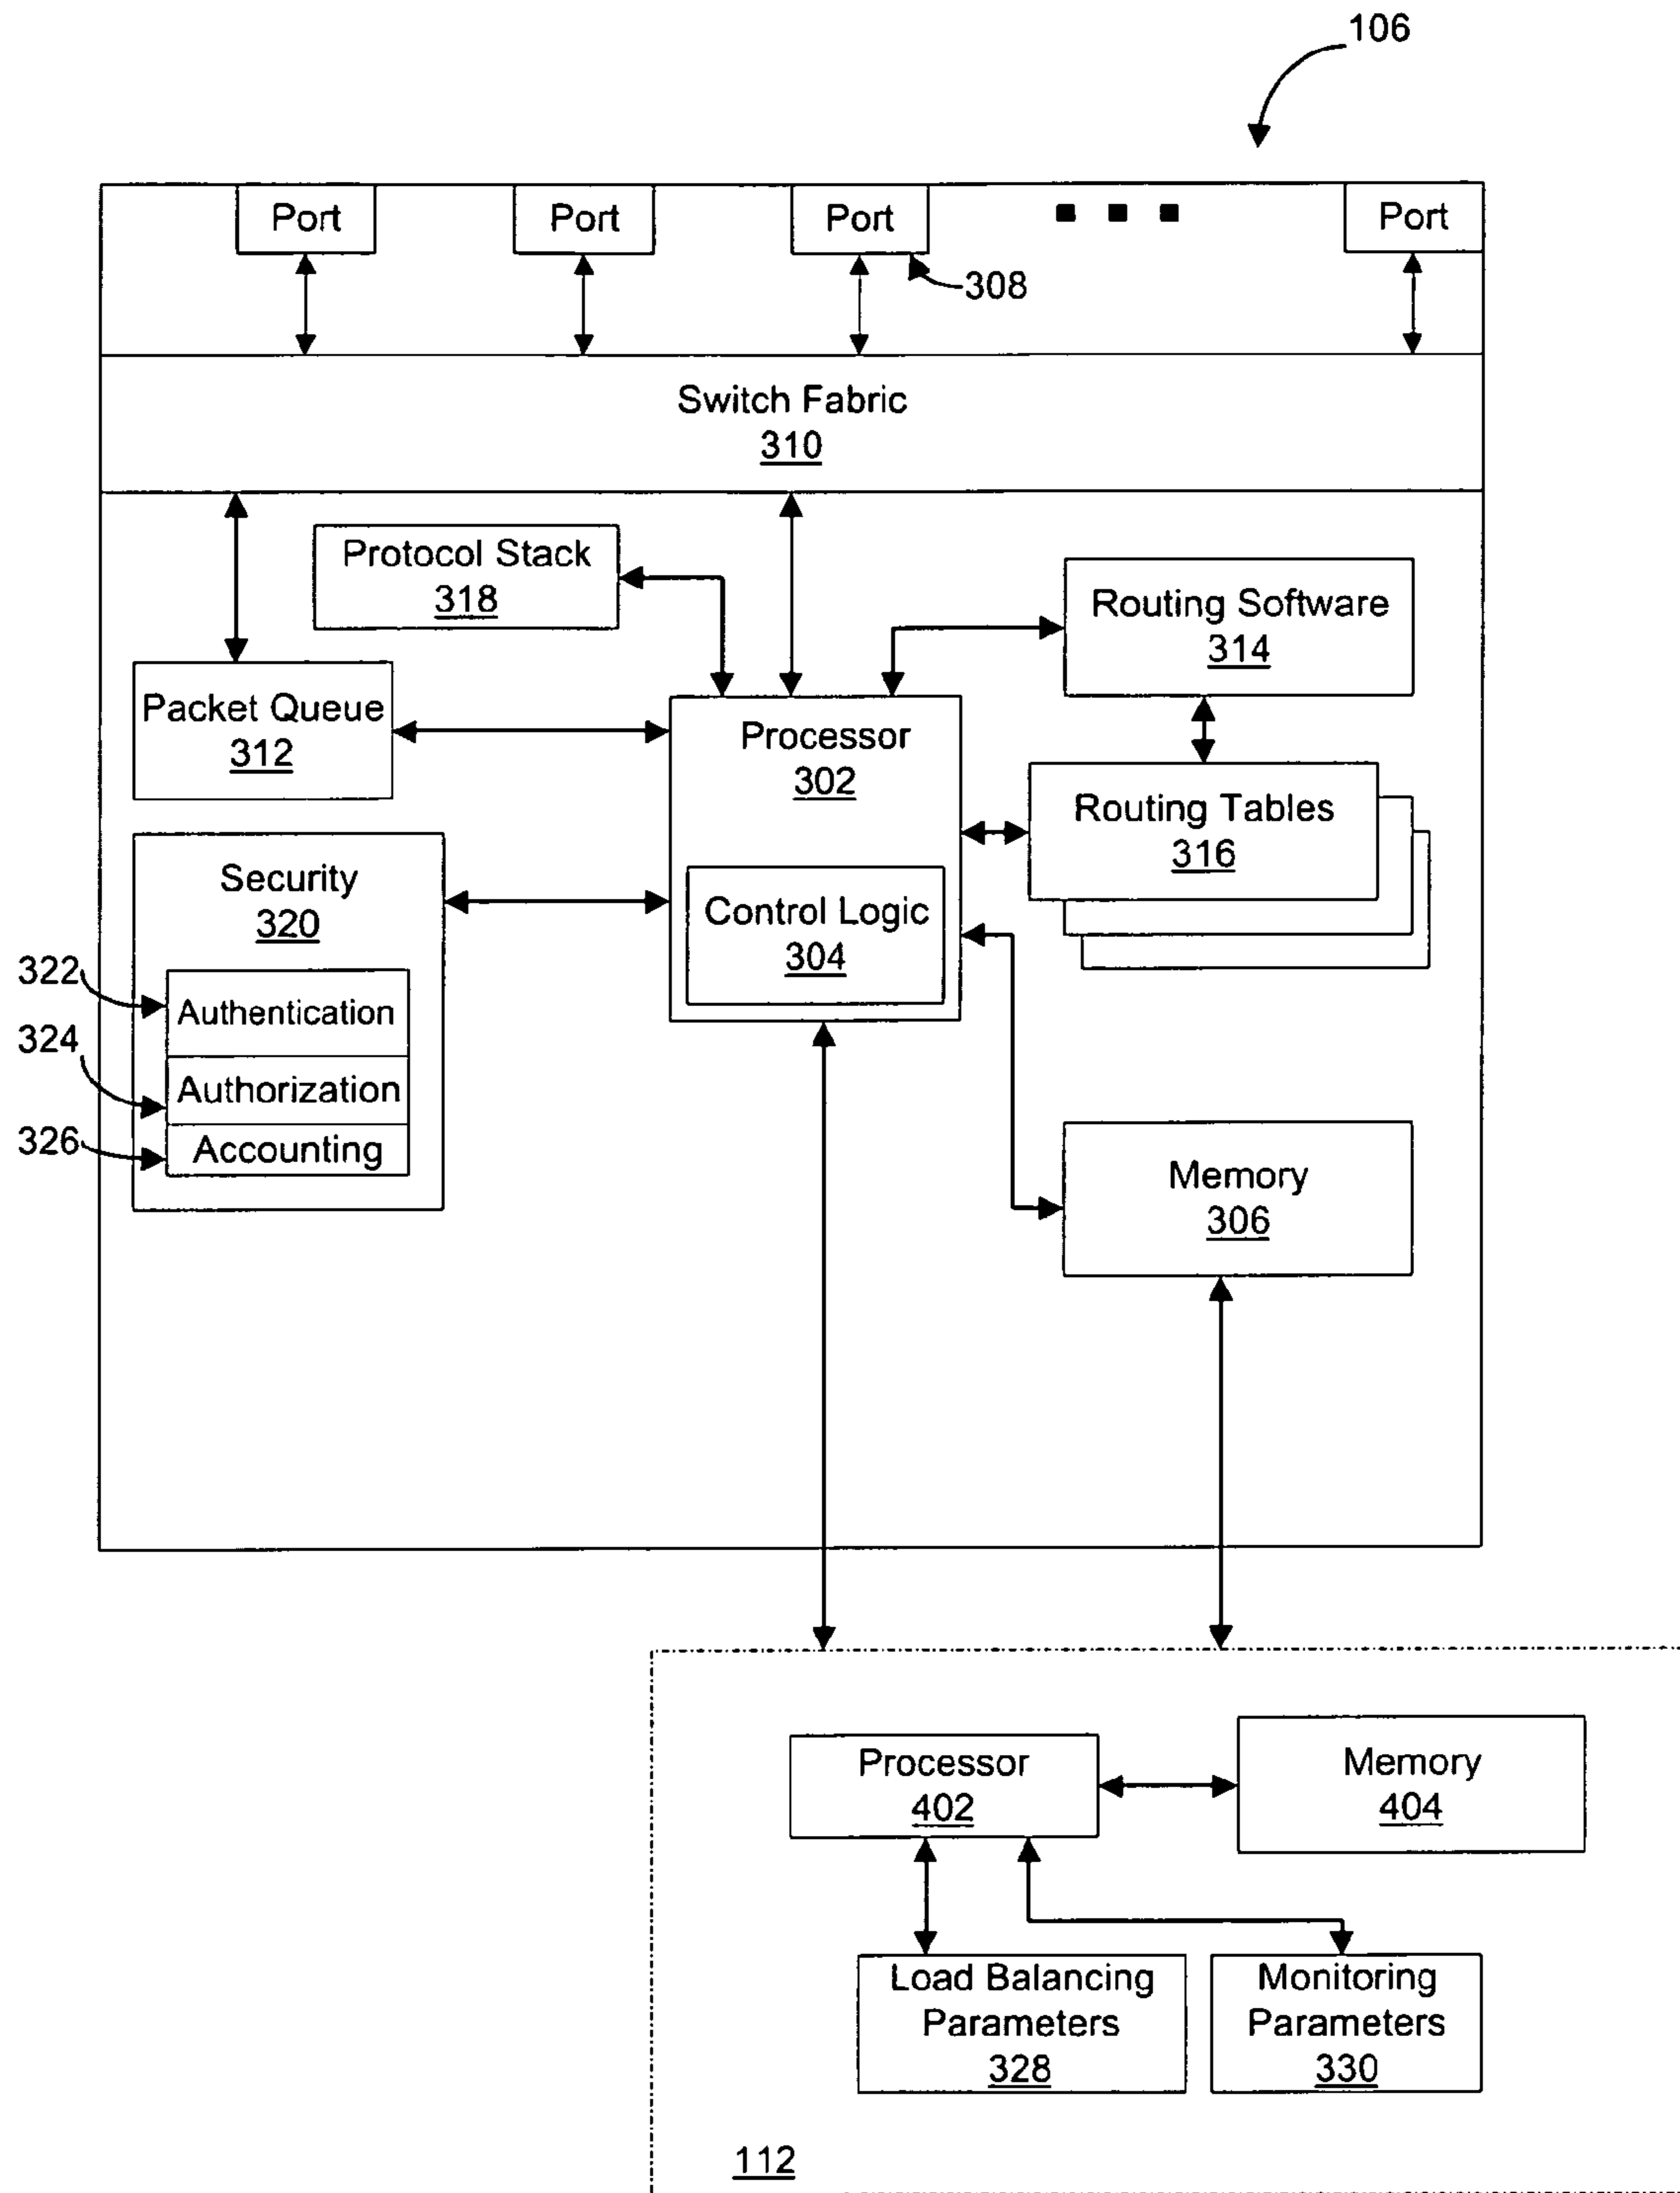 106
Port
Port
Port
Port
308
Switch Fabric
310
Protocol Stack
318
Routing Software
314
Packet Queue
312
Processor
302
Routing Tables
316
Security
320
Control Logic
304
322
Authentication
324
Authorization
326
Accounting
Memory
306
Processor
402
Memory
404
Load Balancing
Parameters
328
Monitoring
Parameters
330
112